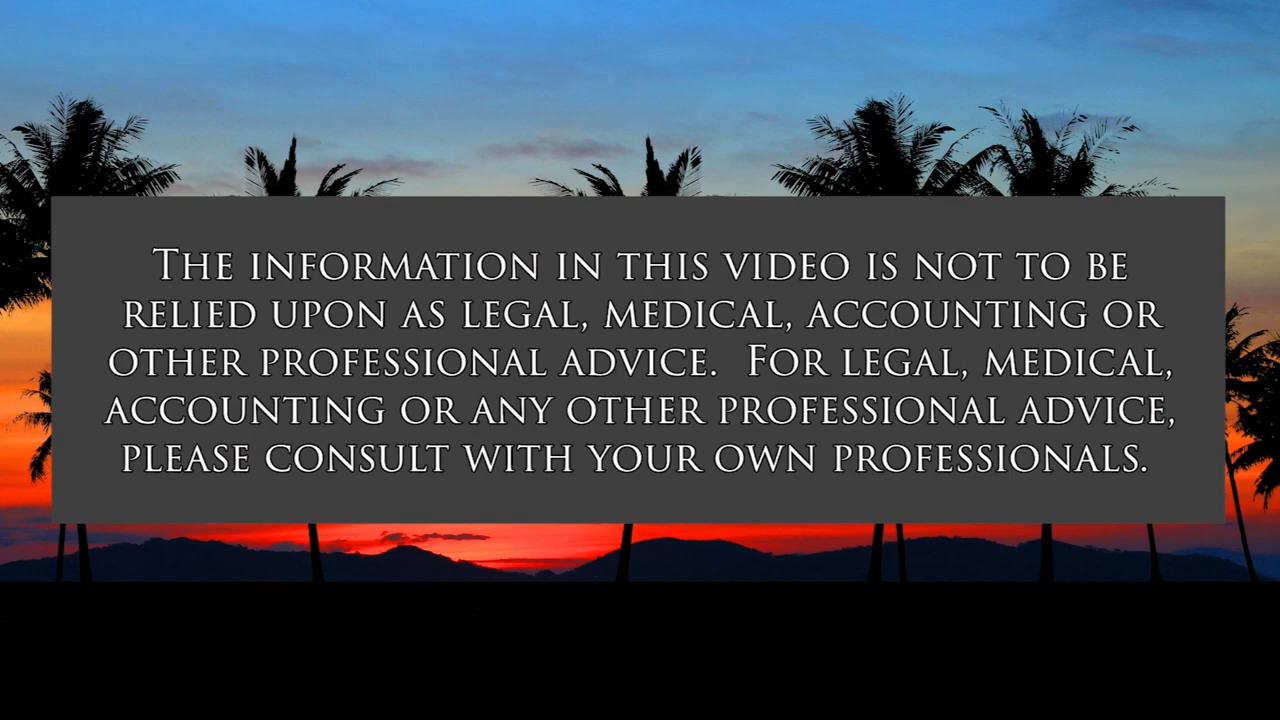 The information in this video is not to be
relied upon as legal, medical, accounting or
other professional advice.  For legal, medical,
accounting or any other professional advice,
please consult with your own professionals.